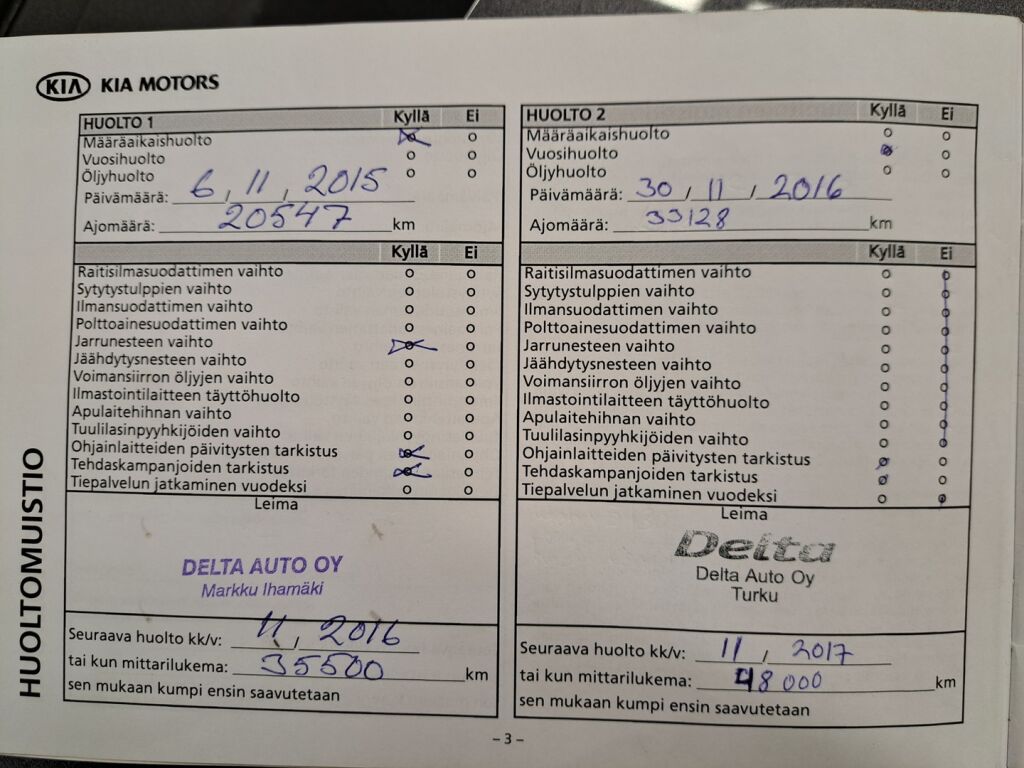 KIA KIA MOTORS
HUOLTOMUISTIO
HUOLTO 1 Kyllä Ei
Määräaikaishuolto
Vuosihuolto
Öljyhuolto
Päivämäärä: 6, 11, 2015
Ajomäärä: 20547 km
Kyllä Ei
Raitisilmasuodattimen vaihto
Sytytystulppien vaihto
Ilmansuodattimen vaihto
Polttoainesuodattimen vaihto
Jarrunesteen vaihto
Jäähdytysnesteen vaihto
Voimansiirron öljyjen vaihto
Ilmastointilaitteen täyttöhuolto
Apulaitehihnan vaihto
Tuulilasinpyyhkijöiden vaihto
Ohjainlaitteiden päivitysten tarkistus
Tehdaskampanjoiden tarkistus
Tiepalvelun jatkaminen vuodeksi
Leima
DELTA AUTO OY
Markku Ihamäki
Seuraava huolto kk/v: 11, 2016
tai kun mittarilukema: 35500 km
sen mukaan kumpi ensin saavutetaan
HUOLTO 2 Kyllä Ei
Määräaikaishuolto
Vuosihuolto
Öljyhuolto
Päivämäärä: 30, 11, 2016
Ajomäärä: 33128 km
Kyllä Ei
Raitisilmasuodattimen vaihto
Sytytystulppien vaihto
Ilmansuodattimen vaihto
Polttoainesuodattimen vaihto
Jarrunesteen vaihto
Jäähdytysnesteen vaihto
Voimansiirron öljyjen vaihto
Ilmastointilaitteen täyttöhuolto
Apulaitehihnan vaihto
Tuulilasinpyyhkijöiden vaihto
Ohjainlaitteiden päivitysten tarkistus
Tehdaskampanjoiden tarkistus
Tiepalvelun jatkaminen vuodeksi
Leima
Delta
Delta Auto Oy
Turku
Seuraava huolto kk/v: 11, 2017
tai kun mittarilukema: 48 000 km
sen mukaan kumpi ensin saavutetaan
– 3 –